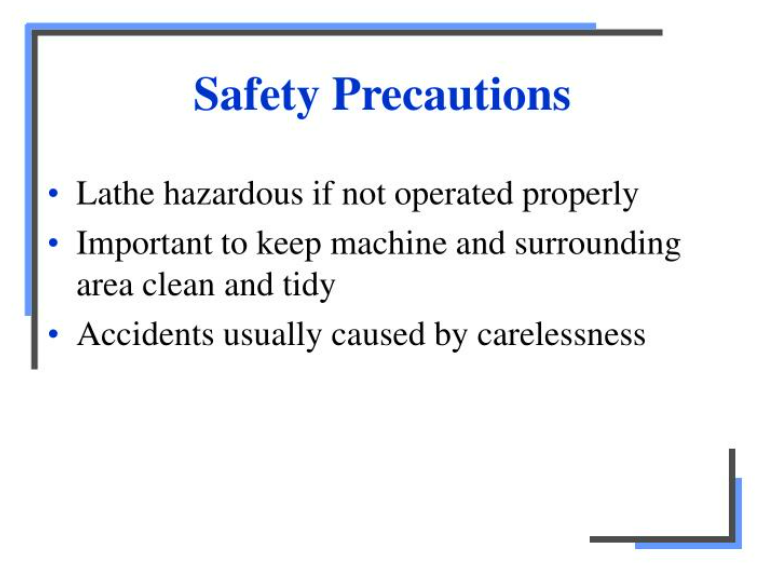 Safety Precautions
• Lathe hazardous if not operated properly
• Important to keep machine and surrounding
area clean and tidy
• Accidents usually caused by carelessness